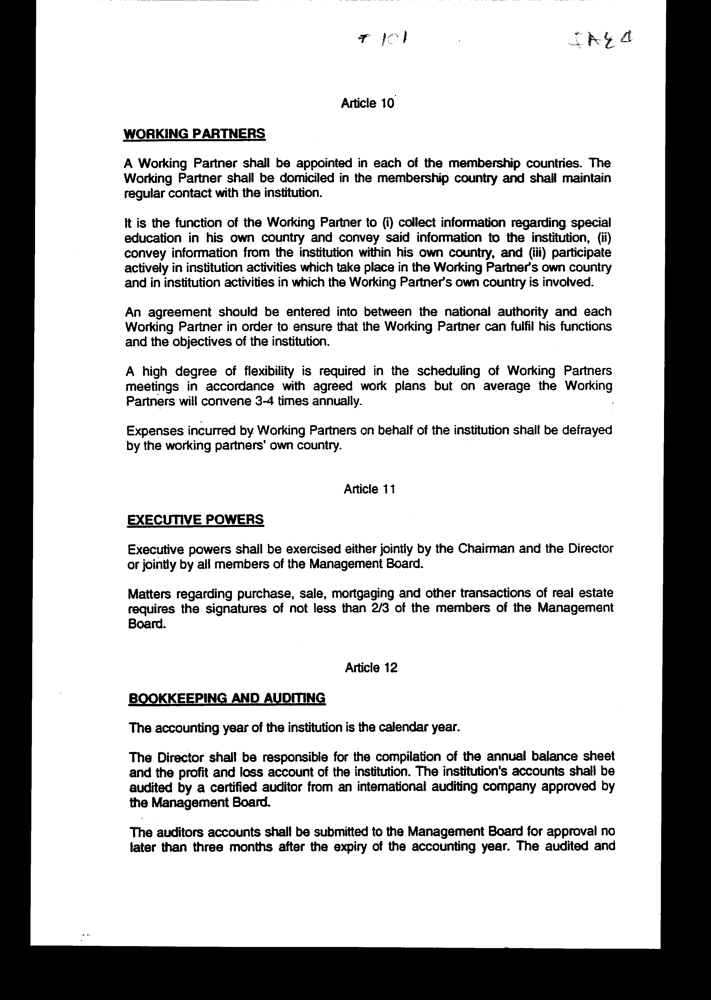 101
Article 10
WORKING PARTNERS
A Working Partner shall be appointed in each of the membership countries. The
Working Partner shall be domiciled in the membership country and shall maintain
regular contact with the institution.
It is the function of the Working Partner to (i) collect information regarding special
education in his own country and convey said information to the institution, (ii)
convey information from the institution within his own country, and (iii) participate
actively in institution activities which take place in the Working Partner's own country
and in institution activities in which the Working Partner's own country is involved.
An agreement should be entered into between the national authority and each
Working Partner in order to ensure that the Working Partner can fulfil his functions
and the objectives of the institution.
A high degree of flexibility is required in the scheduling of Working Partners
meetings in accordance with agreed work plans but on average the Working
Partners will convene 3-4 times annually.
Expenses incurred by Working Partners on behalf of the institution shall be defrayed
by the working partners' own country.
Article 11
EXECUTIVE POWERS
Executive powers shall be exercised either jointly by the Chairman and the Director
or jointly by all members of the Management Board.
Matters regarding purchase, sale, mortgaging and other transactions of real estate
requires the signatures of not less than 2/3 of the members of the Management
Board.
Article 12
BOOKKEEPING AND AUDITING
The accounting year of the institution is the calendar year.
The Director shall be responsible for the compilation of the annual balance sheet
and the profit and loss account of the institution. The institution's accounts shall be
audited by a certified auditor from an international auditing company approved by
the Management Board.
The auditors accounts shall be submitted to the Management Board for approval no
later than three months after the expiry of the accounting year. The audited and